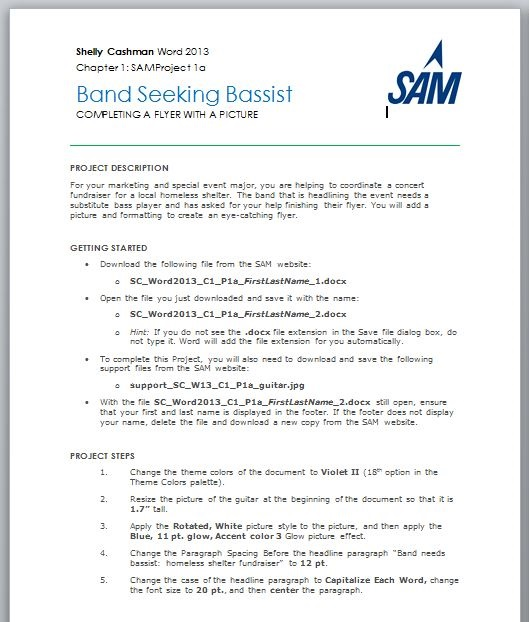 Shelly Cashman Word 2013
Chapter 1: SAM Project 1a
SAM
Band Seeking Bassist
COMPLETING A FLYER WITH A PICTURE
PROJECT DESCRIPTION
For your marketing and special event major, you are helping to coordinate a concert
fundraiser for a local homeless shelter. The band that is headlining the event needs a
substitute bass player and has asked for your help finishing their flyer. You will add a
picture and formatting to create an eye-catching flyer.
GETTING STARTED
• Download the following file from the SAM website:
o SC_Word2013_C1_P1a_FirstLastName_1.docx
• Open the file you just downloaded and save it with the name:
o SC_Word2013_C1_P1a_FirstLastName_2.docx
o Hint: If you do not see the .docx file extension in the Save file dialog box, do
not type it. Word will add the file extension for you automatically.
• To complete this Project, you will also need to download and save the following
support files from the SAM website:
o support_SC_W13_C1_P1a_guitar.jpg
• With the file SC_Word2013_C1_P1a_FirstLastName_2.docx still open, ensure
that your first and last name is displayed in the footer. If the footer does not display
your name, delete the file and download a new copy from the SAM website.
PROJECT STEPS
1. Change the theme colors of the document to Violet II (18th option in the
Theme Colors palette).
2. Resize the picture of the guitar at the beginning of the document so that it is
1.7" tall.
3. Apply the Rotated, White picture style to the picture, and then apply the
Blue, 11 pt. glow, Accent color 3 Glow picture effect.
4. Change the Paragraph Spacing Before the headline paragraph "Band needs
bassist: homeless shelter fundraiser" to 12 pt.
5. Change the case of the headline paragraph to Capitalize Each Word, change
the font size to 20 pt., and then center the paragraph.